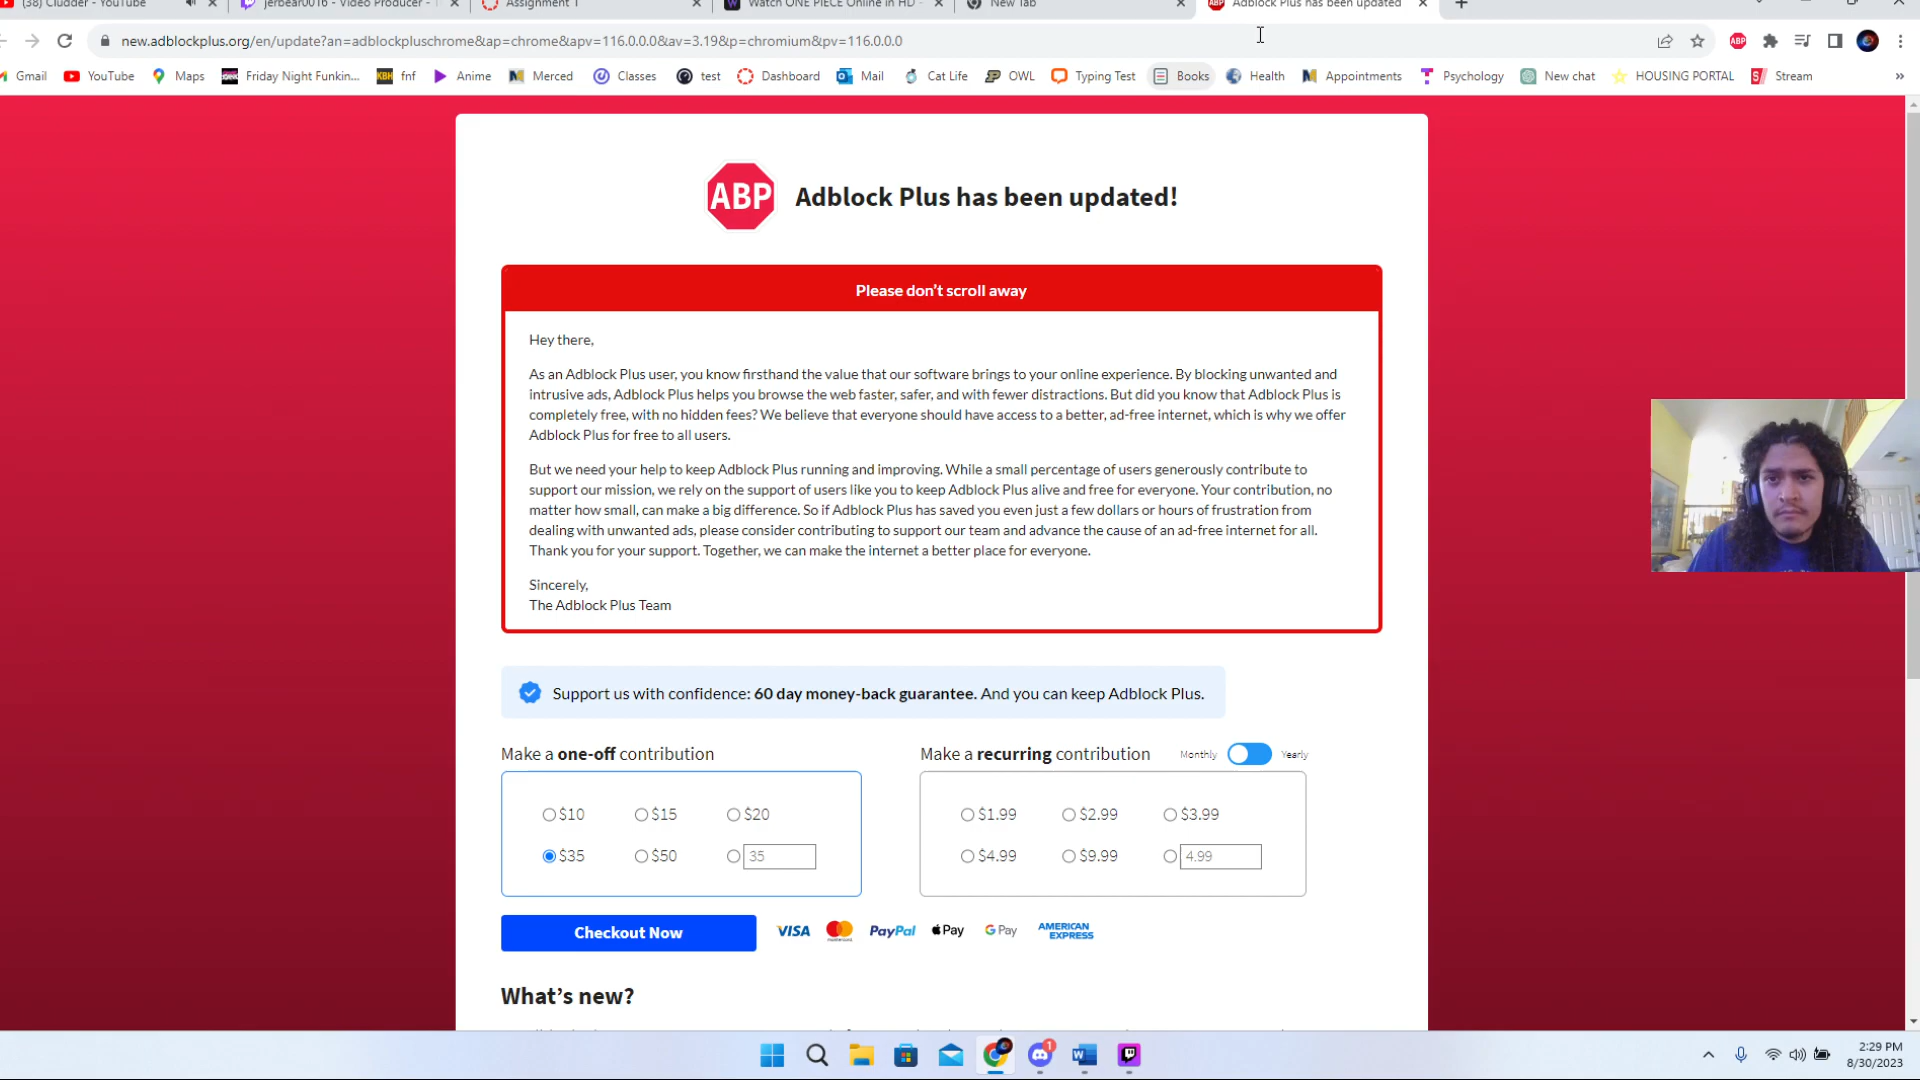 (38) Cludder - YouTube
jerbear0016 - Video Producer -
Assignment 1
Watch ONE PIECE Online in HD -
New Tab
Adblock Plus has been updated
new.adblockplus.org/en/update?an=adblockpluschrome&ap=chrome&apv=116.0.0.0&av=3.19&p=chromium&pv=116.0.0.0
ABP
Gmail
YouTube
Maps
Friday Night Funkin...
KBH
fnf
Anime
Merced
Classes
test
Dashboard
Mail
Cat Life
OWL
Typing Test
Books
Health
Appointments
Psychology
New chat
HOUSING PORTAL
Stream
»
ABP
Adblock Plus has been updated!
Please don't scroll away
Hey there,
As an Adblock Plus user, you know firsthand the value that our software brings to your online experience. By blocking unwanted and
intrusive ads, Adblock Plus helps you browse the web faster, safer, and with fewer distractions. But did you know that Adblock Plus is
completely free, with no hidden fees? We believe that everyone should have access to a better, ad-free internet, which is why we offer
Adblock Plus for free to all users.
But we need your help to keep Adblock Plus running and improving. While a small percentage of users generously contribute to
support our mission, we rely on the support of users like you to keep Adblock Plus alive and free for everyone. Your contribution, no
matter how small, can make a big difference. So if Adblock Plus has saved you even just a few dollars or hours of frustration from
dealing with unwanted ads, please consider contributing to support our team and advance the cause of an ad-free internet for all.
Thank you for your support. Together, we can make the internet a better place for everyone.
Sincerely,
The Adblock Plus Team
Support us with confidence: 60 day money-back guarantee. And you can keep Adblock Plus.
Make a one-off contribution
$10 $15 $20
$35 $50 35
Make a recurring contribution
Monthly
Yearly
$1.99 $2.99 $3.99
$4.99 $9.99 4.99
Checkout Now
VISA
mastercard
PayPal
Pay
G Pay
AMERICAN
EXPRESS
What's new?
1
2:29 PM
8/30/2023